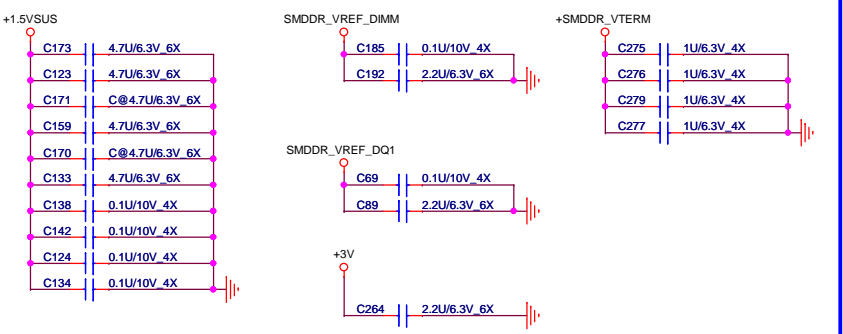 +1.5VSUS
C173 4.7U/6.3V_6X
C123 4.7U/6.3V_6X
C171 C@4.7U/6.3V_6X
C159 4.7U/6.3V_6X
C170 C@4.7U/6.3V_6X
C133 4.7U/6.3V_6X
C138 0.1U/10V_4X
C142 0.1U/10V_4X
C124 0.1U/10V_4X
C134 0.1U/10V_4X
SMDDR_VREF_DIMM
C185 0.1U/10V_4X
C192 2.2U/6.3V_6X
SMDDR_VREF_DQ1
C69 0.1U/10V_4X
C89 2.2U/6.3V_6X
+3V
C264 2.2U/6.3V_6X
+SMDDR_VTERM
C275 1U/6.3V_4X
C276 1U/6.3V_4X
C279 1U/6.3V_4X
C277 1U/6.3V_4X